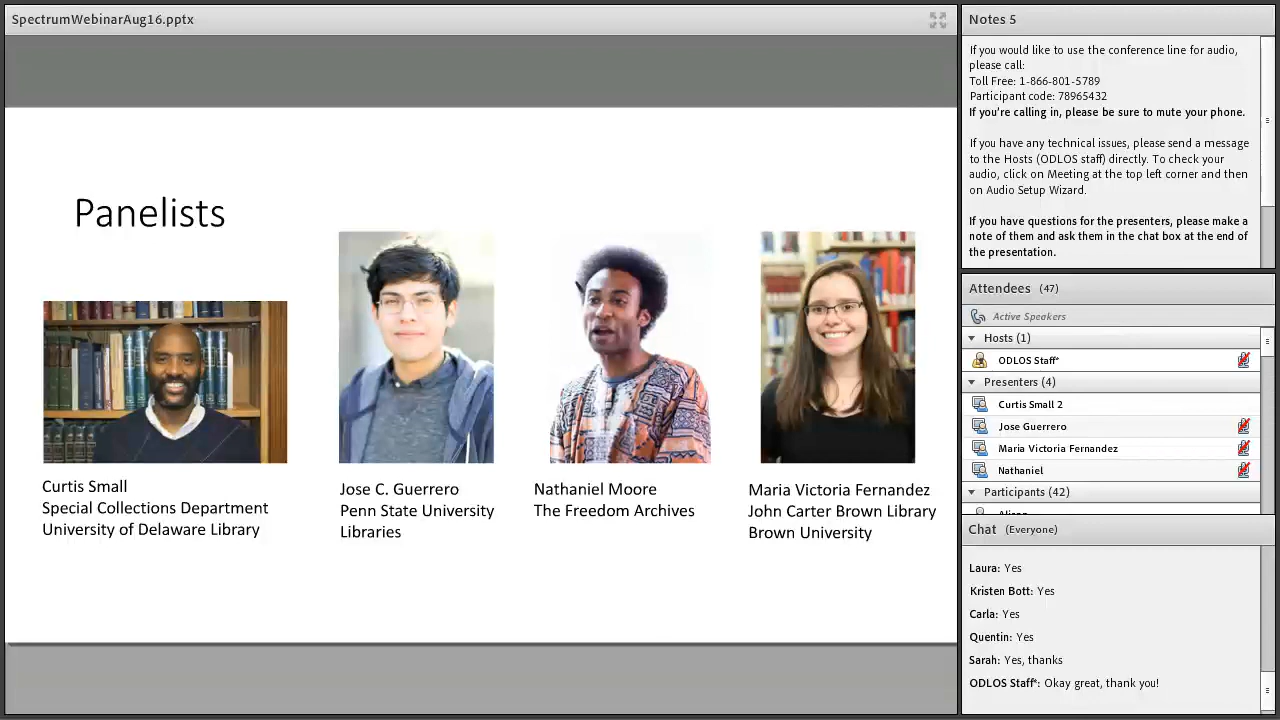 SpectrumWebinarAug16.pptx
Panelists
Curtis Small
Special Collections Department
University of Delaware Library
Jose C. Guerrero
Penn State University
Libraries
Nathaniel Moore
The Freedom Archives
Maria Victoria Fernandez
John Carter Brown Library
Brown University
Notes 5
If you would like to use the conference line for audio,
please call:
Toll Free: 1-866-801-5789
Participant code: 78965432
If you're calling in, please be sure to mute your phone.
If you have any technical issues, please send a message
to the Hosts (ODLOS staff) directly. To check your
audio, click on Meeting at the top left corner and then
on Audio Setup Wizard.
If you have questions for the presenters, please make a
note of them and ask them in the chat box at the end of
the presentation.
Attendees (47)
Active Speakers
Hosts (1)
ODLOS Staff*
Presenters (4)
Curtis Small 2
Jose Guerrero
Maria Victoria Fernandez
Nathaniel
Participants (42)
Chat (Everyone)
Laura: Yes
Kristen Bott: Yes
Carla: Yes
Quentin: Yes
Sarah: Yes, thanks
ODLOS Staff*: Okay great, thank you!